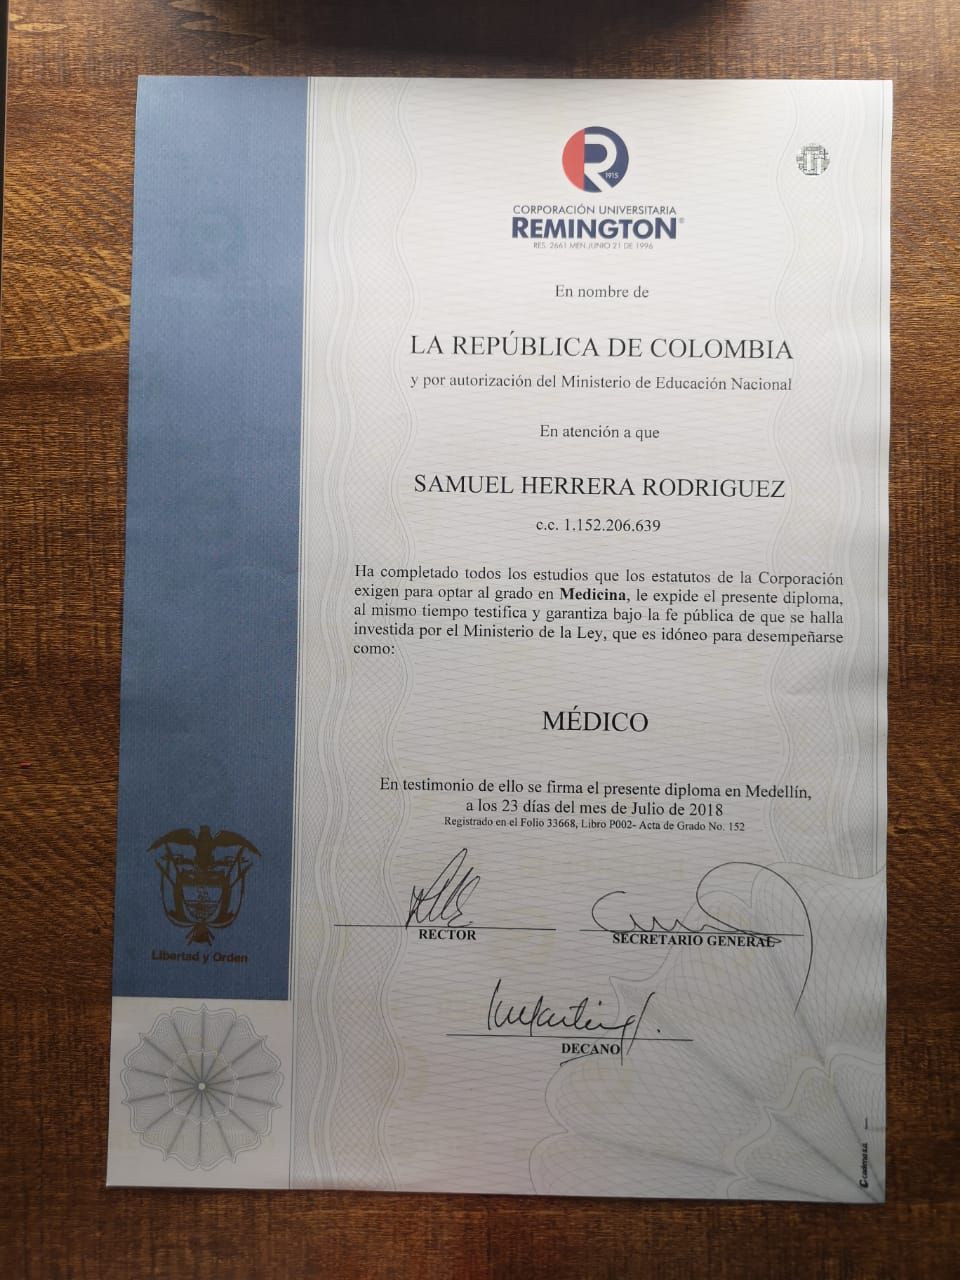 R
1915
CORPORACIÓN UNIVERSITARIA
REMINGTON®
RES. 2661 MEN JUNIO 21 DE 1996
En nombre de
LA REPÚBLICA DE COLOMBIA
y por autorización del Ministerio de Educación Nacional
En atención a que
SAMUEL HERRERA RODRIGUEZ
c.c. 1.152.206.639
Ha completado todos los estudios que los estatutos de la Corporación
exigen para optar al grado en Medicina, le expide el presente diploma,
al mismo tiempo testifica y garantiza bajo la fe pública de que se halla
investida por el Ministerio de la Ley, que es idóneo para desempeñarse
como:
MÉDICO
En testimonio de ello se firma el presente diploma en Medellín,
a los 23 días del mes de Julio de 2018
Registrado en el Folio 33668, Libro P002- Acta de Grado No. 152
RECTOR
SECRETARIO GENERAL
DECANO
Libertad y Orden
cadena s.a.